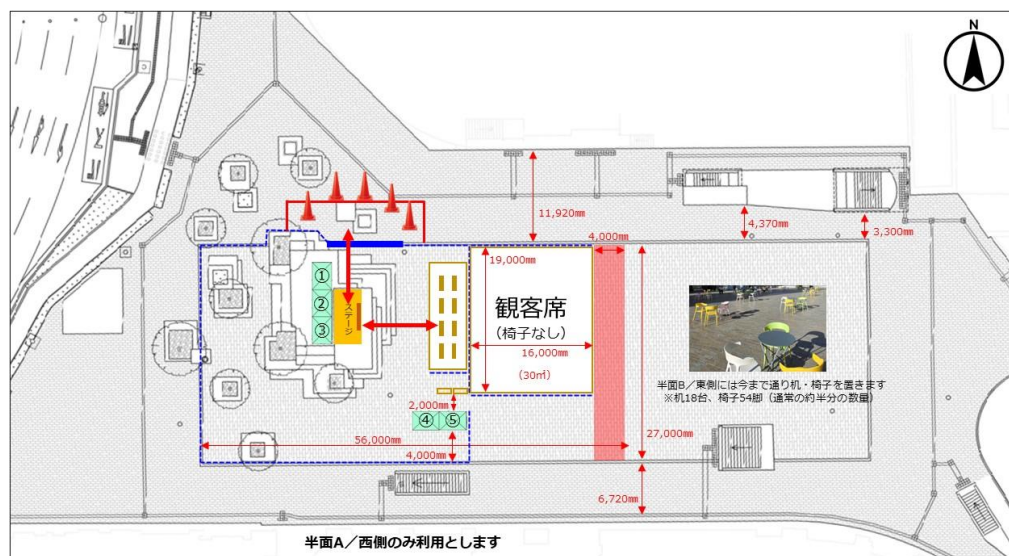 N
11,920㎜
4,370㎜
3,300㎜
4,000㎜
19,000㎜
①
②
③
ステージ
観客席
(椅子なし)
16,000㎜
(30㎡)
半面B／東側には今まで通り机・椅子を置きます
※机18台、椅子54脚（通常の約半分の数量）
2,000㎜
④ ⑤
56,000㎜
27,000㎜
4,000㎜
6,720㎜
半面A／西側のみ利用とします